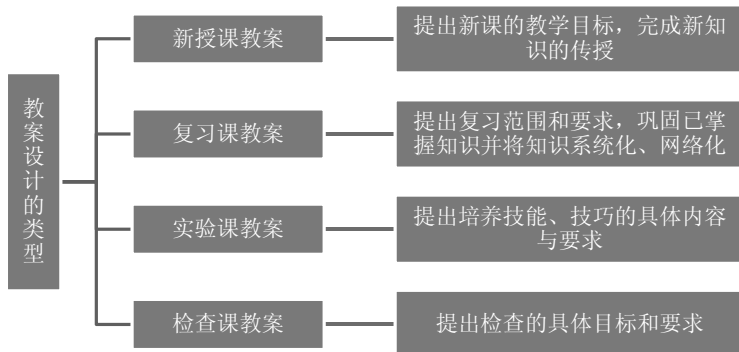 教案设计的类型
新授课教案
提出新课的教学目标，完成新知
识的传授
复习课教案
提出复习范围和要求，巩固已掌
握知识并将知识系统化、网络化
实验课教案
提出培养技能、技巧的具体内容
与要求
检查课教案
提出检查的具体目标和要求